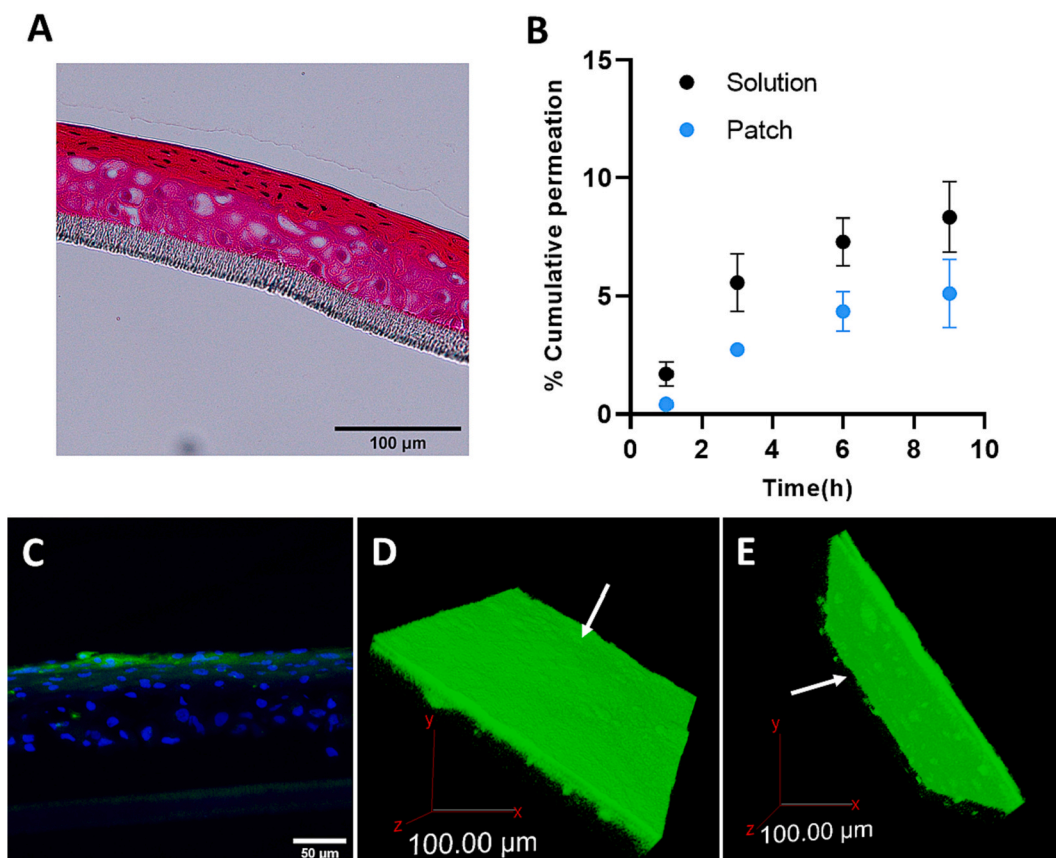 A
100 µm
B
15
10
5
0
% Cumulative permeation
Solution
Patch
0 2 4 6 8 10
Time(h)
C
50 µm
D
y
x
z
100.00 µm
E
y
x
z
100.00 µm